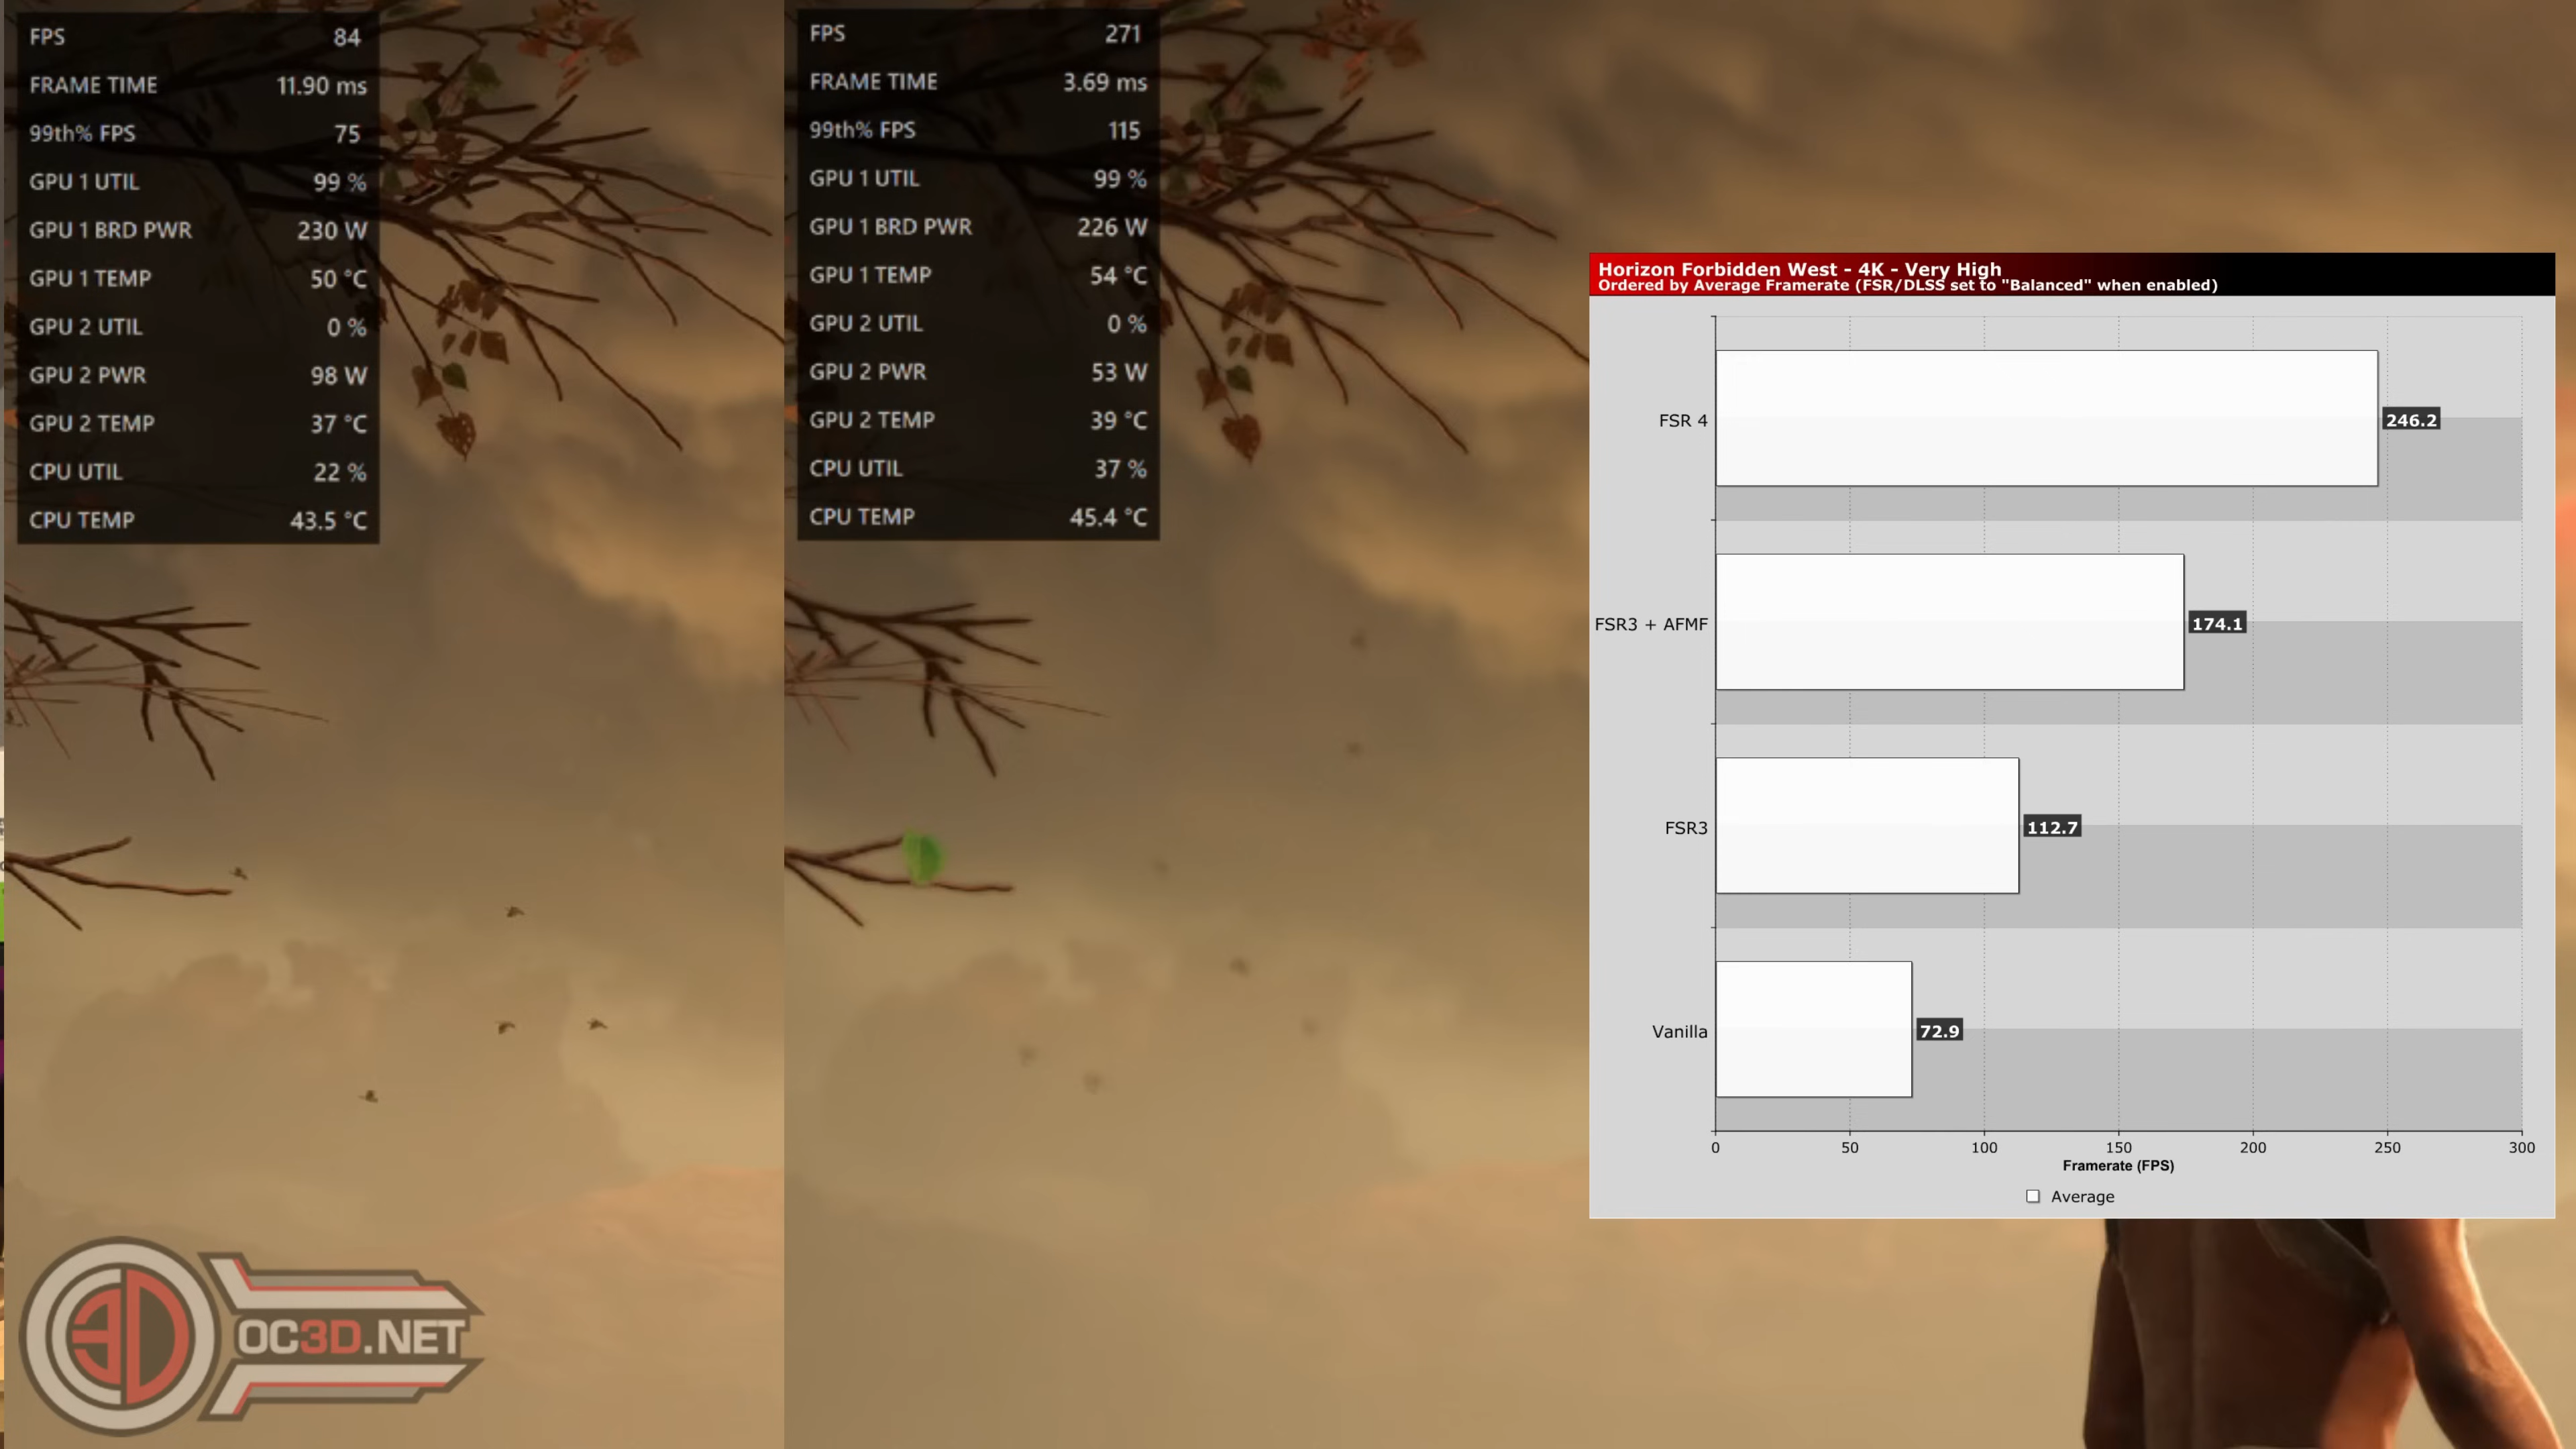 FPS 84
FRAME TIME 11.90 ms
99th% FPS 75
GPU 1 UTIL 99 %
GPU 1 BRD PWR 230 W
GPU 1 TEMP 50 °C
GPU 2 UTIL 0 %
GPU 2 PWR 98 W
GPU 2 TEMP 37 °C
CPU UTIL 22 %
CPU TEMP 43.5 °C
FPS 271
FRAME TIME 3.69 ms
99th% FPS 115
GPU 1 UTIL 99 %
GPU 1 BRD PWR 226 W
GPU 1 TEMP 54 °C
GPU 2 UTIL 0 %
GPU 2 PWR 53 W
GPU 2 TEMP 39 °C
CPU UTIL 37 %
CPU TEMP 45.4 °C
Horizon Forbidden West - 4K - Very High
Ordered by Average Framerate (FSR/DLSS set to "Balanced" when enabled)
FSR 4 246.2
FSR3 + AFMF 174.1
FSR3 112.7
Vanilla 72.9
0 50 100 150 200 250 300
Framerate (FPS)
Average
3D OC3D.NET